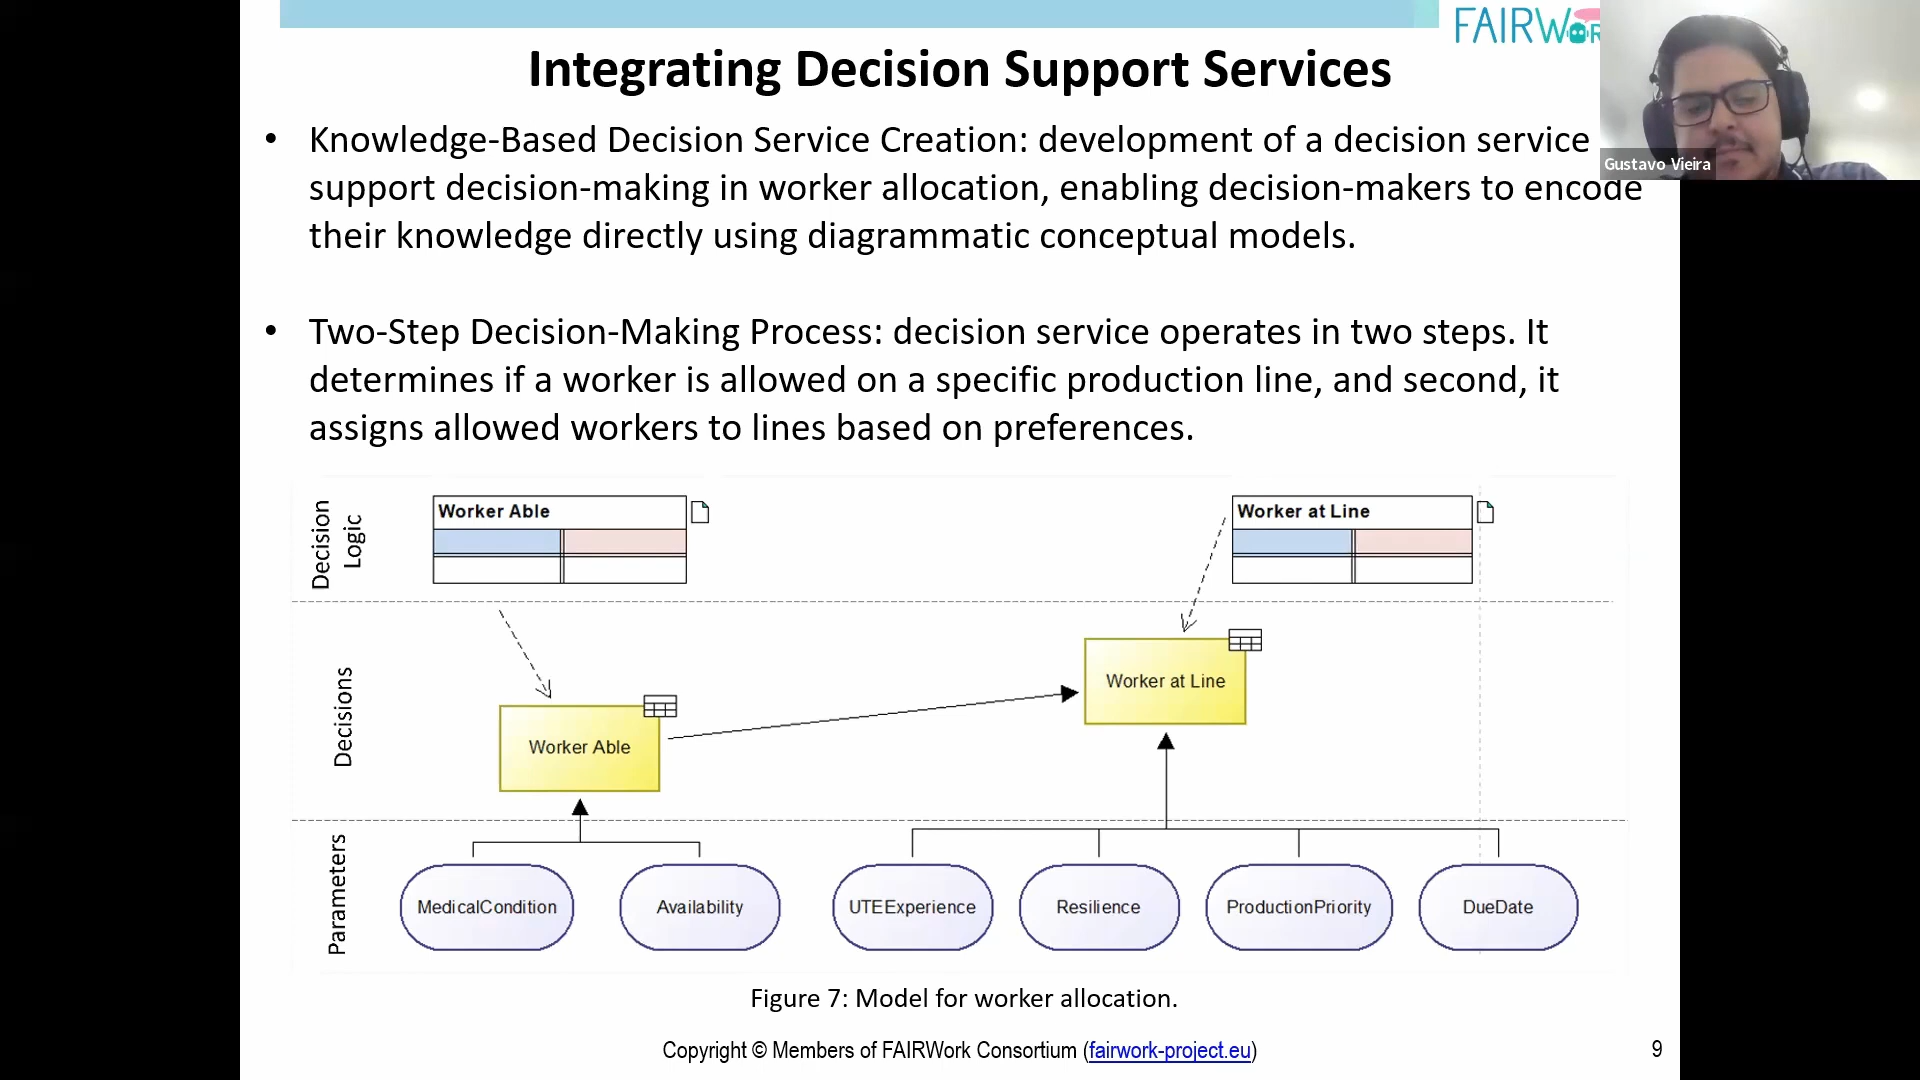 FAIRWOR
Integrating Decision Support Services
Gustavo Vieira
• Knowledge-Based Decision Service Creation: development of a decision service
support decision-making in worker allocation, enabling decision-makers to encode
their knowledge directly using diagrammatic conceptual models.
• Two-Step Decision-Making Process: decision service operates in two steps. It
determines if a worker is allowed on a specific production line, and second, it
assigns allowed workers to lines based on preferences.
Decision
Logic
Worker Able
Worker at Line
Decisions
Worker Able
Worker at Line
Parameters
MedicalCondition
Availability
UTEExperience
Resilience
ProductionPriority
DueDate
Figure 7: Model for worker allocation.
Copyright © Members of FAIRWork Consortium (fairwork-project.eu)
9